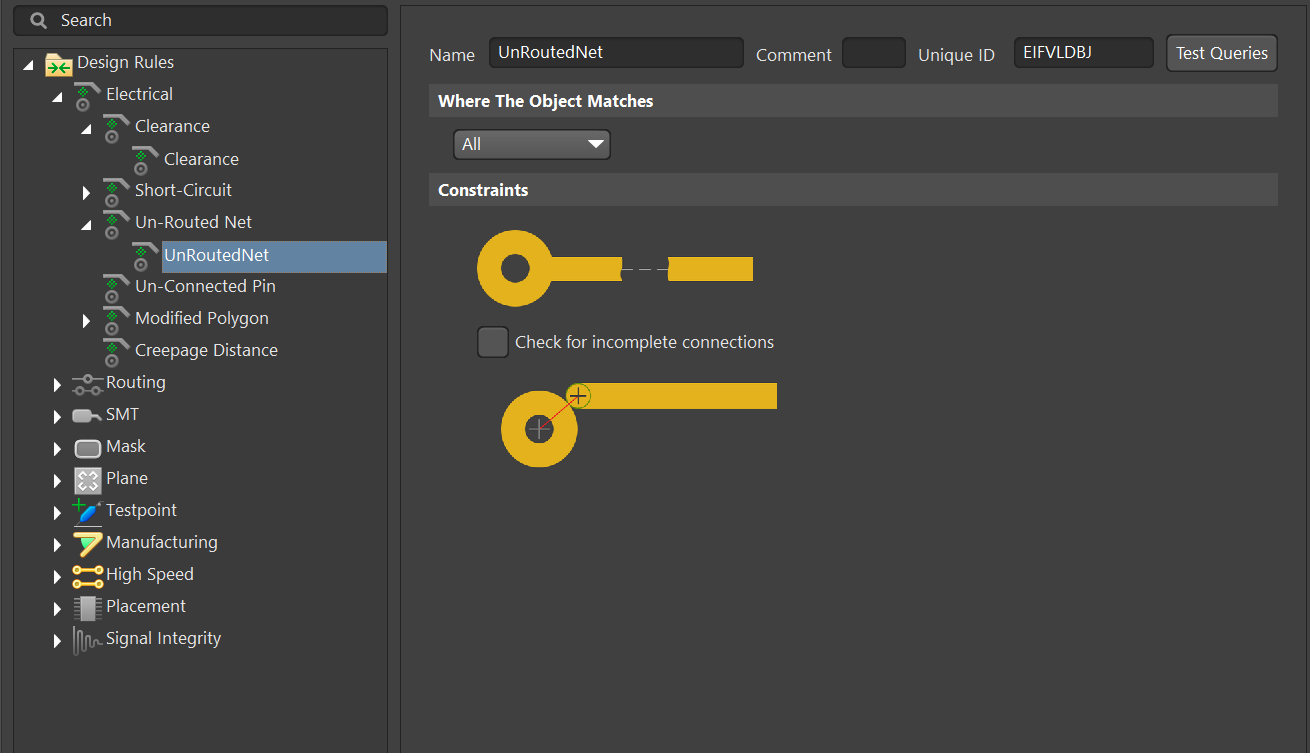 Search
Design Rules
Electrical
Clearance
Clearance
Short-Circuit
Un-Routed Net
UnRoutedNet
Un-Connected Pin
Modified Polygon
Creepage Distance
Routing
SMT
Mask
Plane
Testpoint
Manufacturing
High Speed
Placement
Signal Integrity
Name UnRoutedNet Comment Unique ID EIFVLDBJ Test Queries
Where The Object Matches
All
Constraints
Check for incomplete connections